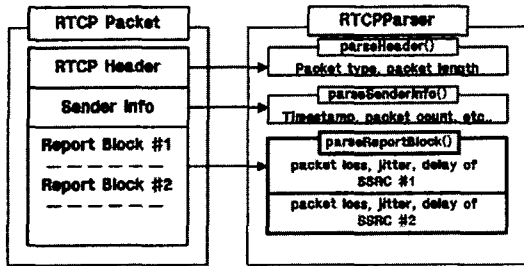 RTCP Packet
RTCP Header
Sender Info
Report Block #1
Report Block #2
RTCPParser
parseHeader()
Packet type, packet length
parseSenderInfo()
Timestamp, packet count, etc..
parseReportBlock()
packet loss, jitter, delay of
SSRC #1
packet loss, jitter, delay of
SSRC #2